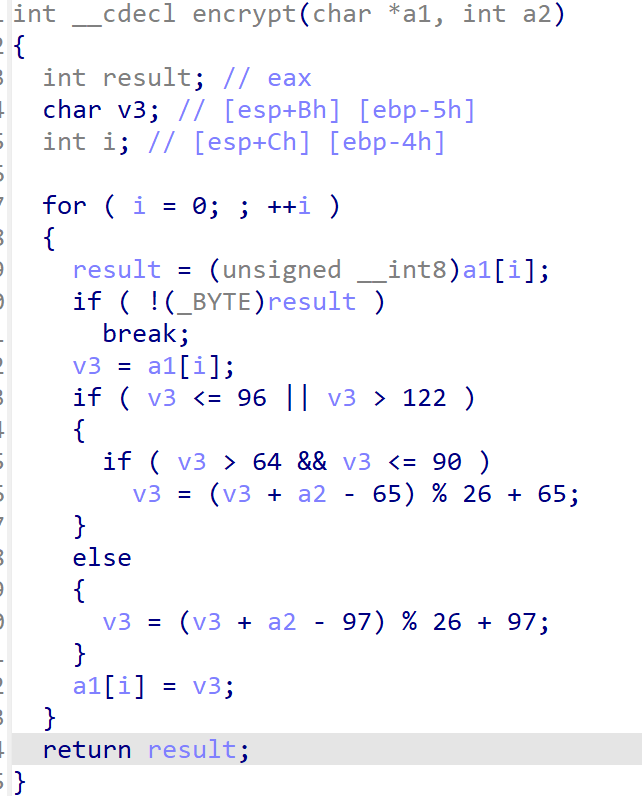 int __cdecl encrypt(char *a1, int a2)
{
  int result; // eax
  char v3; // [esp+Bh] [ebp-5h]
  int i; // [esp+Ch] [ebp-4h]

  for ( i = 0; ; ++i )
  {
    result = (unsigned __int8)a1[i];
    if ( !(_BYTE)result )
      break;
    v3 = a1[i];
    if ( v3 <= 96 || v3 > 122 )
    {
      if ( v3 > 64 && v3 <= 90 )
        v3 = (v3 + a2 - 65) % 26 + 65;
    }
    else
    {
      v3 = (v3 + a2 - 97) % 26 + 97;
    }
    a1[i] = v3;
  }
  return result;
}